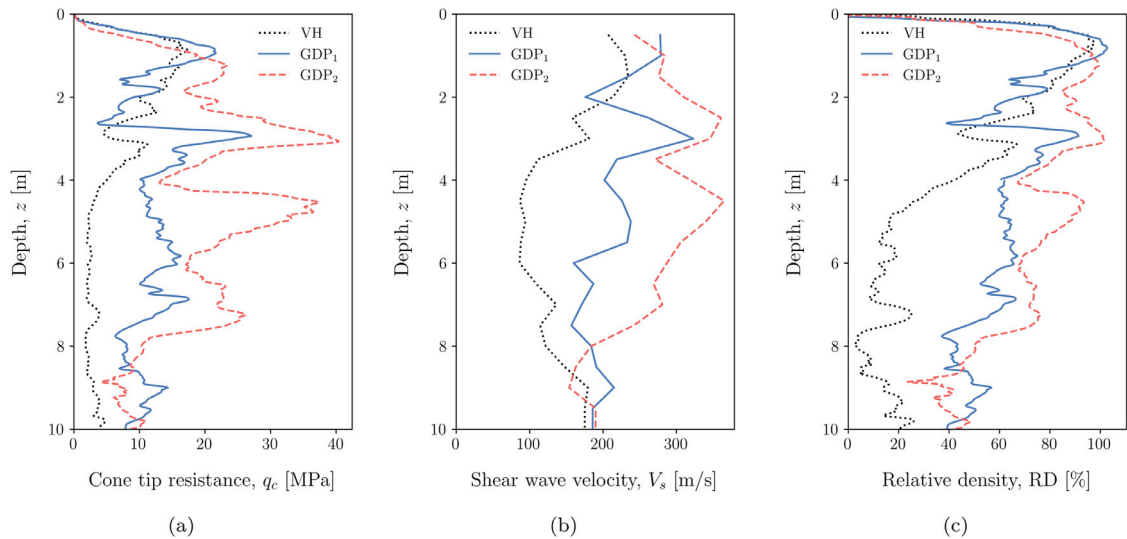 0
2
4
6
8
10
0
10
20
30
40
Depth, z [m]
Cone tip resistance, q_c [MPa]
VH
GDP₁
GDP₂
(a)
0
2
4
6
8
10
0
100
200
300
Depth, z [m]
Shear wave velocity, V_s [m/s]
VH
GDP₁
GDP₂
(b)
0
2
4
6
8
10
0
20
40
60
80
100
Depth, z [m]
Relative density, RD [%]
VH
GDP₁
GDP₂
(c)